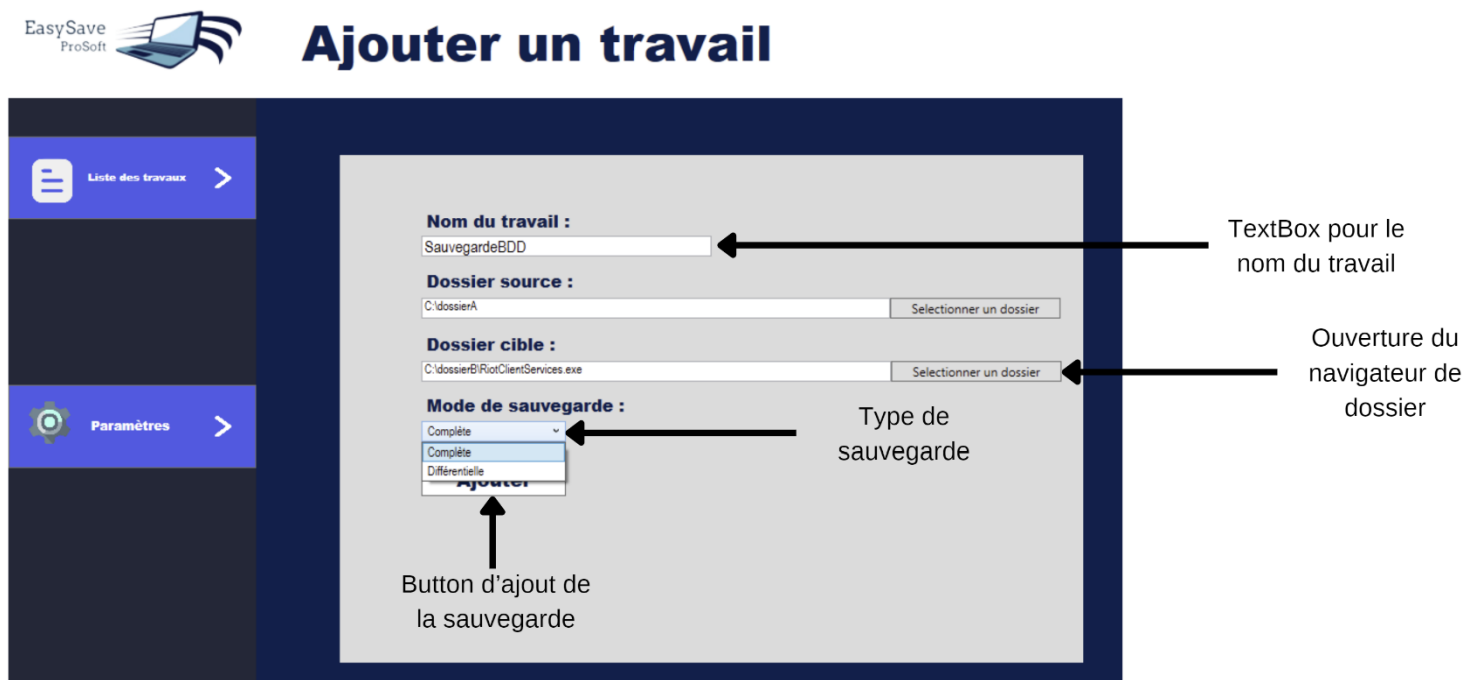 EasySave
ProSoft
Ajouter un travail
Liste des travaux
Nom du travail :
SauvegardeBDD
TextBox pour le
nom du travail
Dossier source :
C:\dossierA
Selectionner un dossier
Dossier cible :
C:\dossierB\RiotClientServices.exe
Selectionner un dossier
Ouverture du
navigateur de
dossier
Paramètres
Mode de sauvegarde :
Complète
Complète
Différentielle
Type de
sauvegarde
Ajouter
Button d’ajout de
la sauvegarde